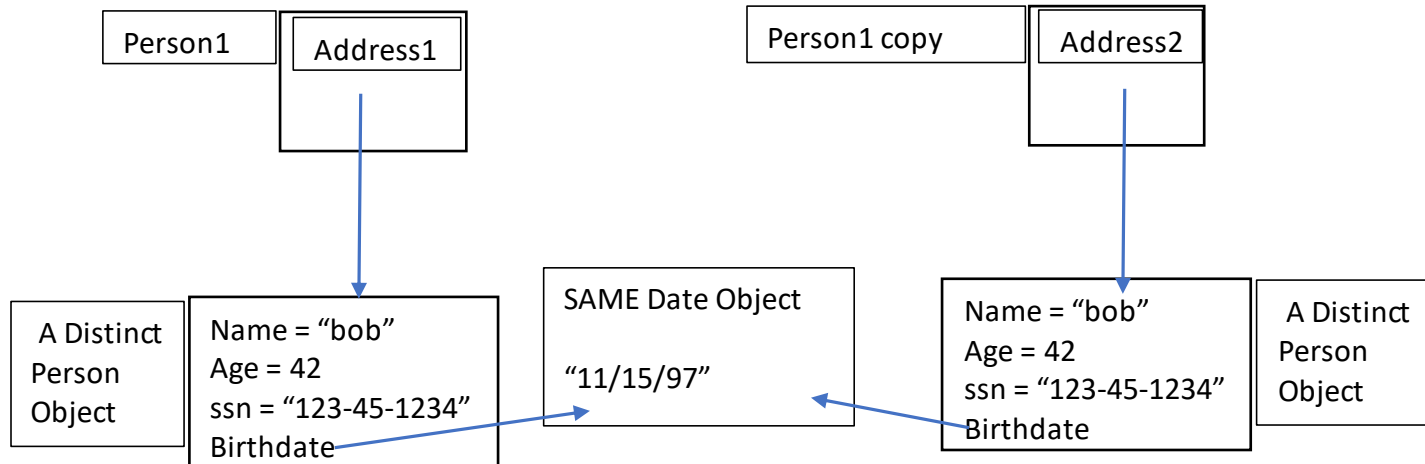 Person1
Address1
Person1 copy
Address2
A Distinct
Person
Object
Name = “bob”
Age = 42
ssn = “123-45-1234”
Birthdate
SAME Date Object
“11/15/97”
Name = “bob”
Age = 42
ssn = “123-45-1234”
Birthdate
A Distinct
Person
Object